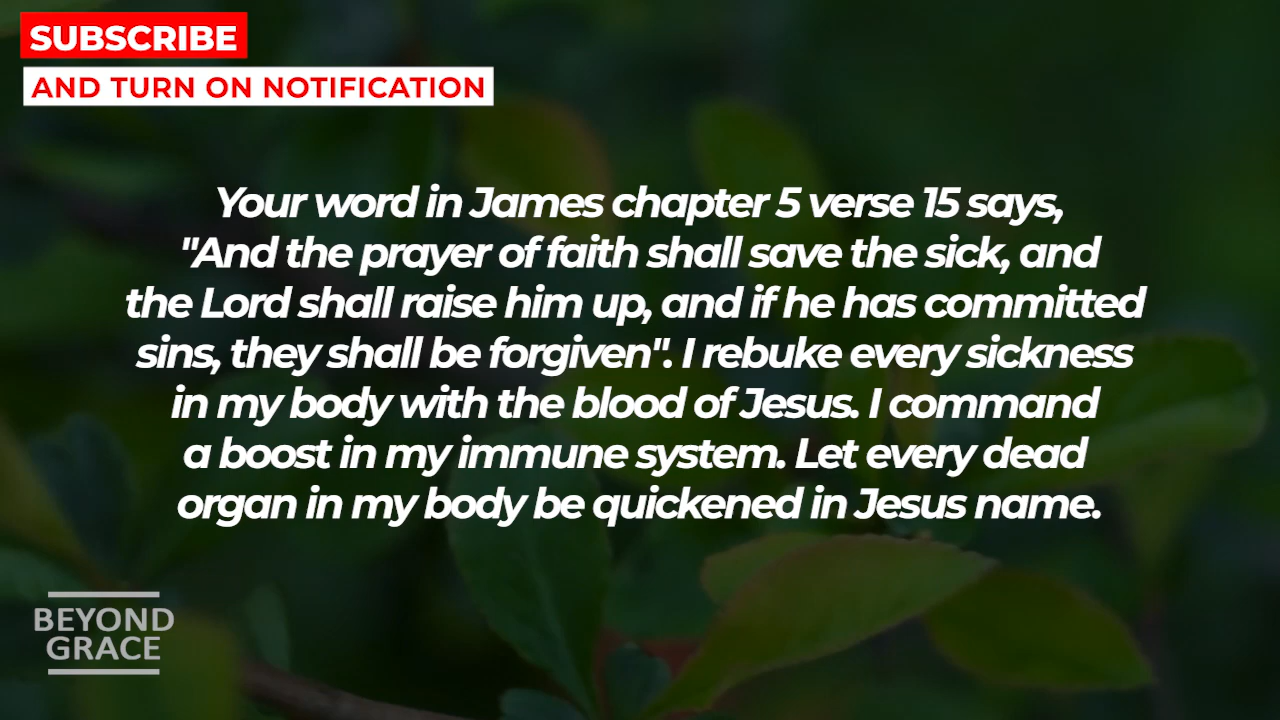 SUBSCRIBE
AND TURN ON NOTIFICATION
Your word in James chapter 5 verse 15 says,
"And the prayer of faith shall save the sick, and
the Lord shall raise him up, and if he has committed
sins, they shall be forgiven". I rebuke every sickness
in my body with the blood of Jesus. I command
a boost in my immune system. Let every dead
organ in my body be quickened in Jesus name.
BEYOND
GRACE